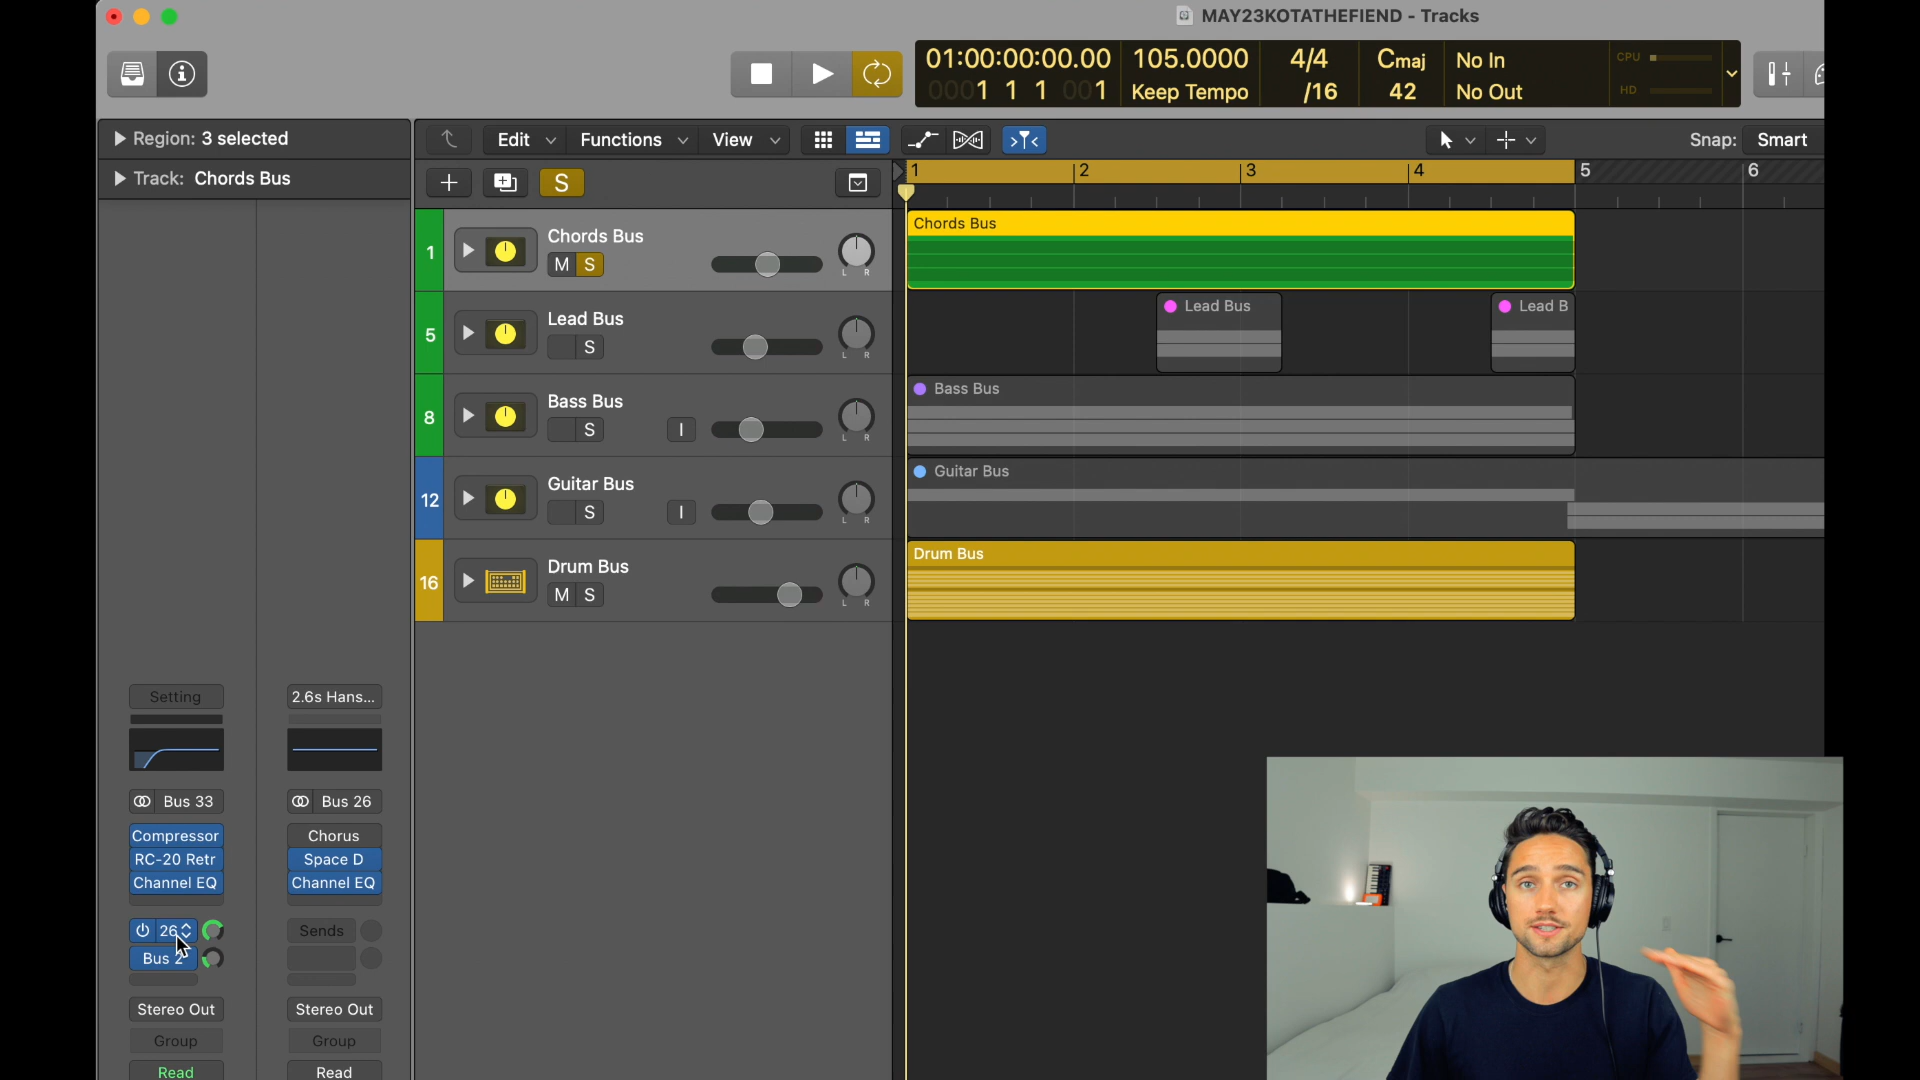 MAY23KOTATHEFIEND - Tracks
01:00:00:00.00
0001 1 1 001
105.0000
Keep Tempo
4/4
/16
Cmaj
42
No In
No Out
CPU
HD
Region: 3 selected
Edit
Functions
View
Snap: Smart
Track: Chords Bus
S
1 2 3 4 5 6
1
Chords Bus
M S
L R
Chords Bus
5
Lead Bus
S
L R
Lead Bus
Lead B
8
Bass Bus
S
I
L R
Bass Bus
12
Guitar Bus
S
I
L R
Guitar Bus
16
Drum Bus
M S
L R
Drum Bus
Setting
2.6s Hans...
Bus 33
Bus 26
Compressor
Chorus
RC-20 Retr
Space D
Channel EQ
Channel EQ
26
Sends
Bus 2
Stereo Out
Stereo Out
Group
Group
Read
Read